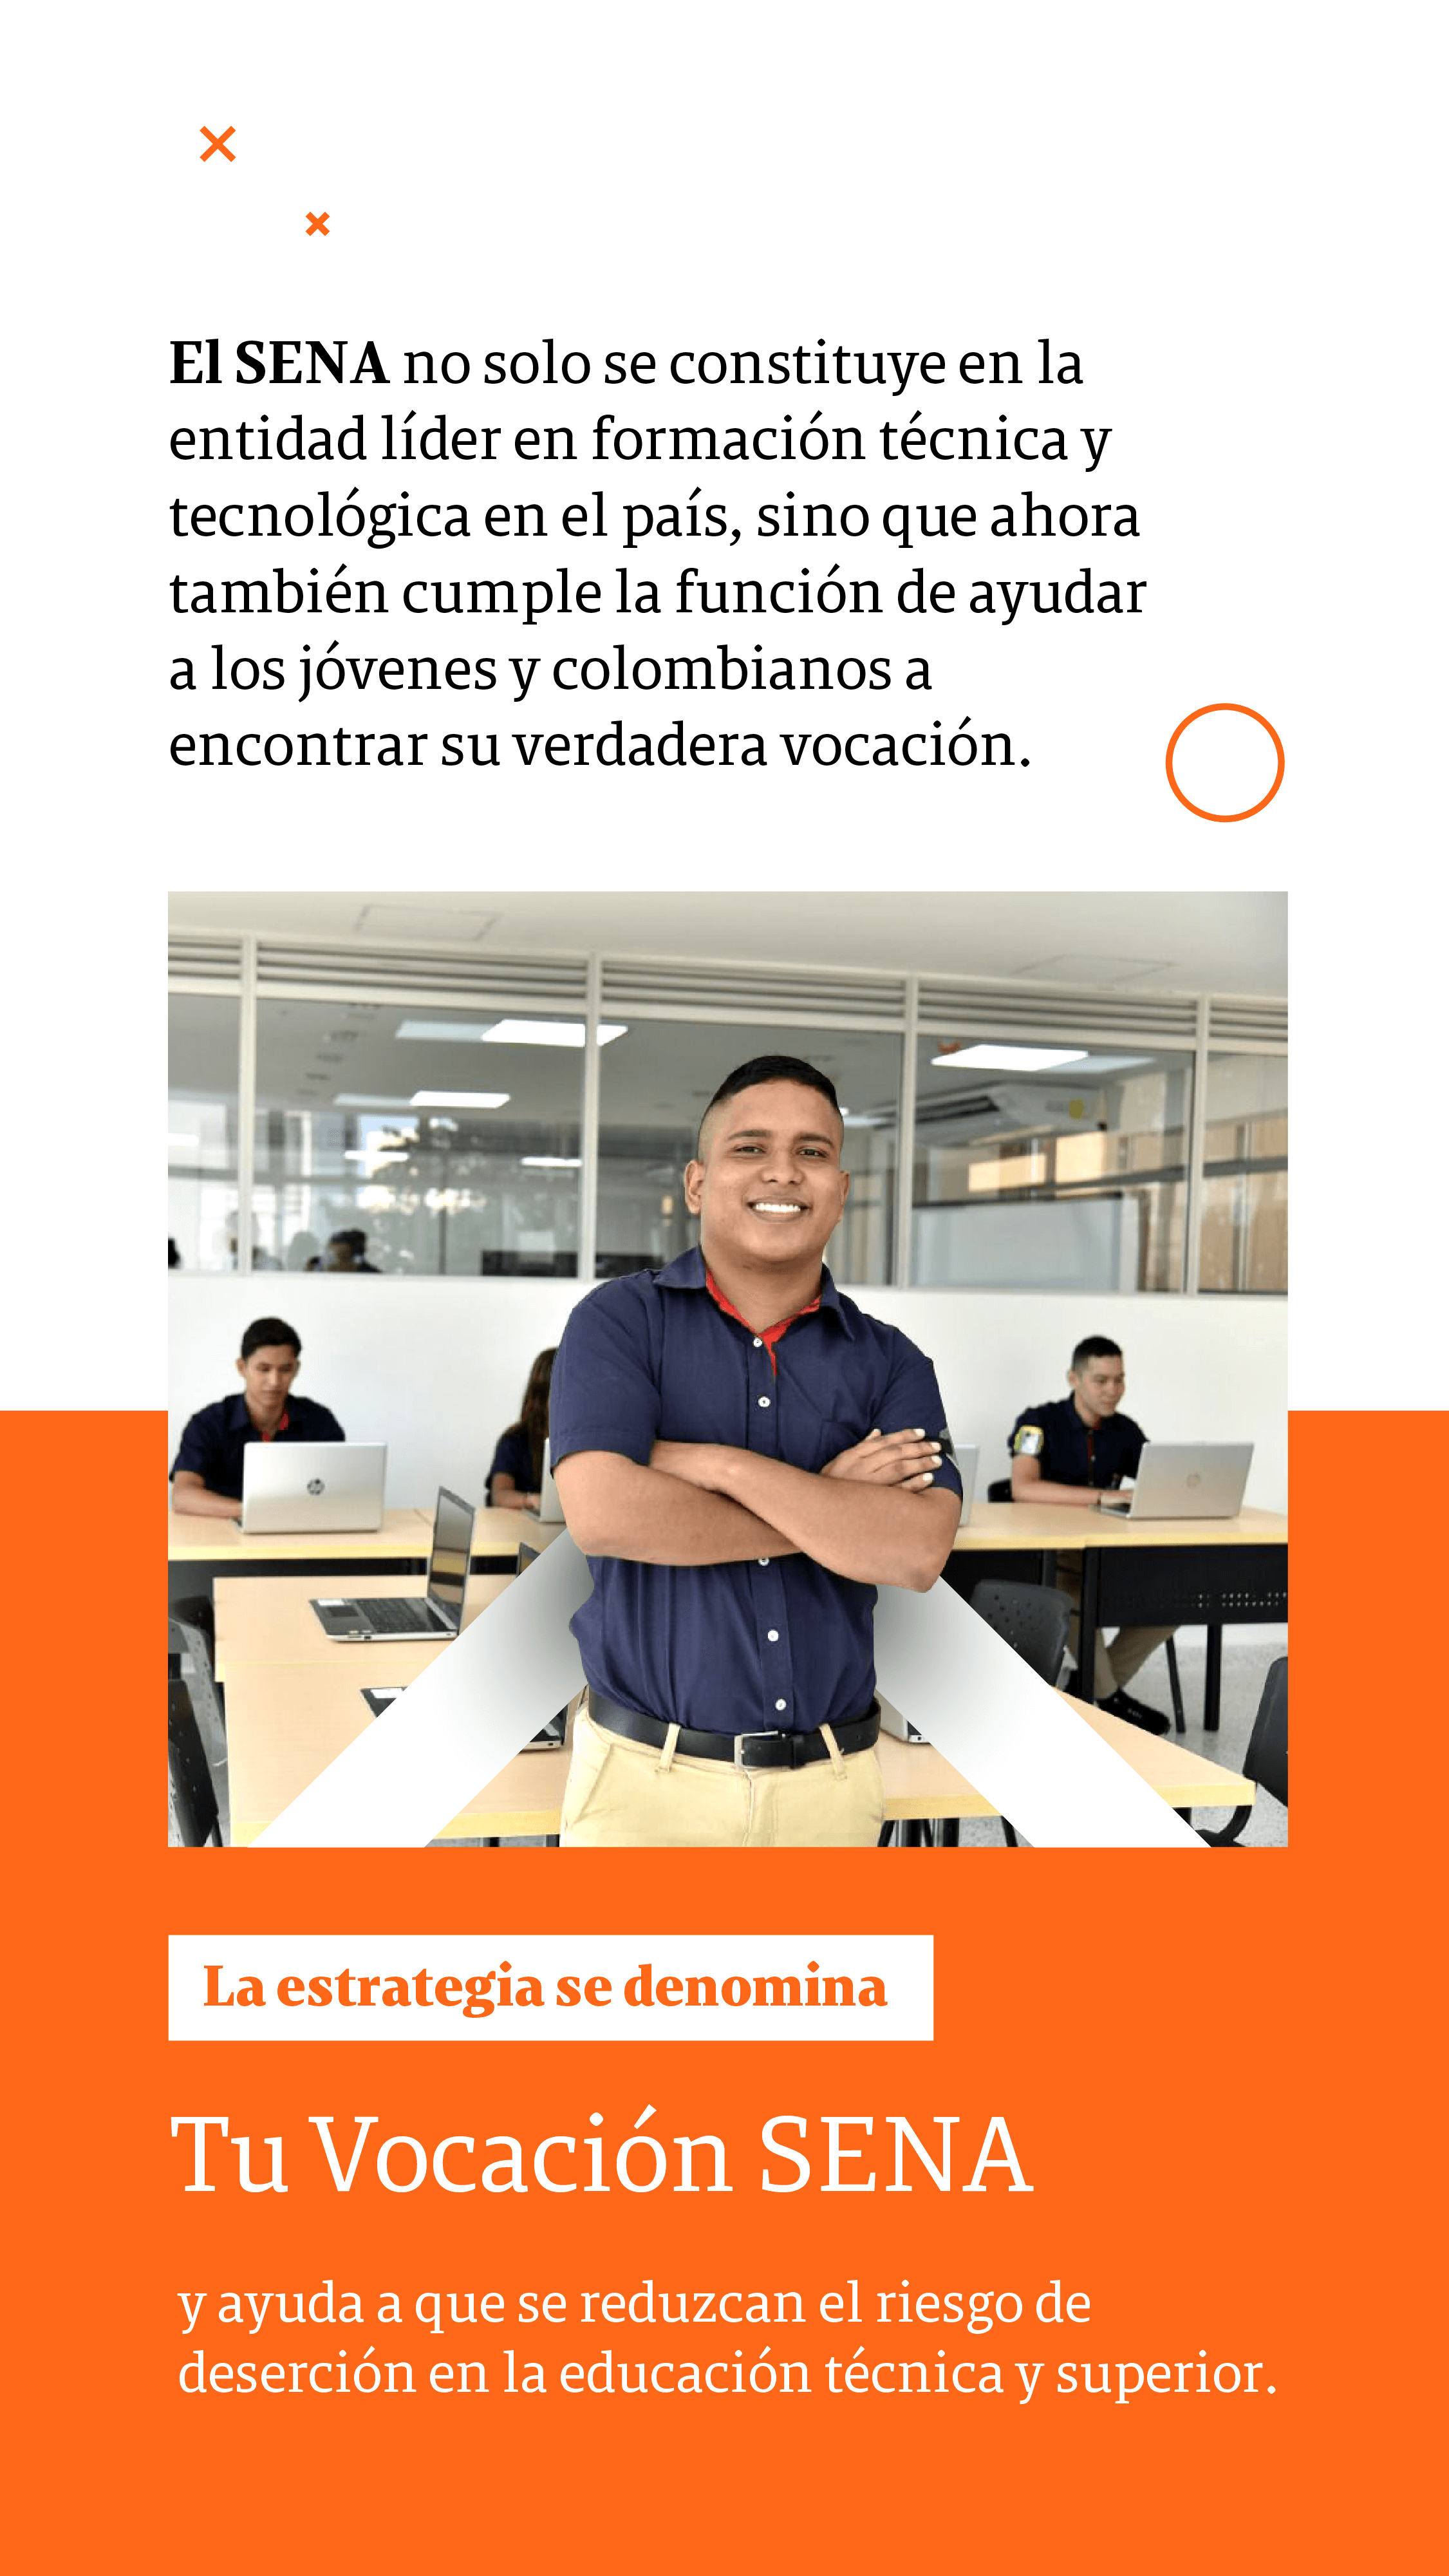 El SENA no solo se constituye en la
entidad líder en formación técnica y
tecnológica en el país, sino que ahora
también cumple la función de ayudar
a los jóvenes y colombianos a
encontrar su verdadera vocación.
La estrategia se denomina
Tu Vocación SENA
y ayuda a que se reduzcan el riesgo de
deserción en la educación técnica y superior.